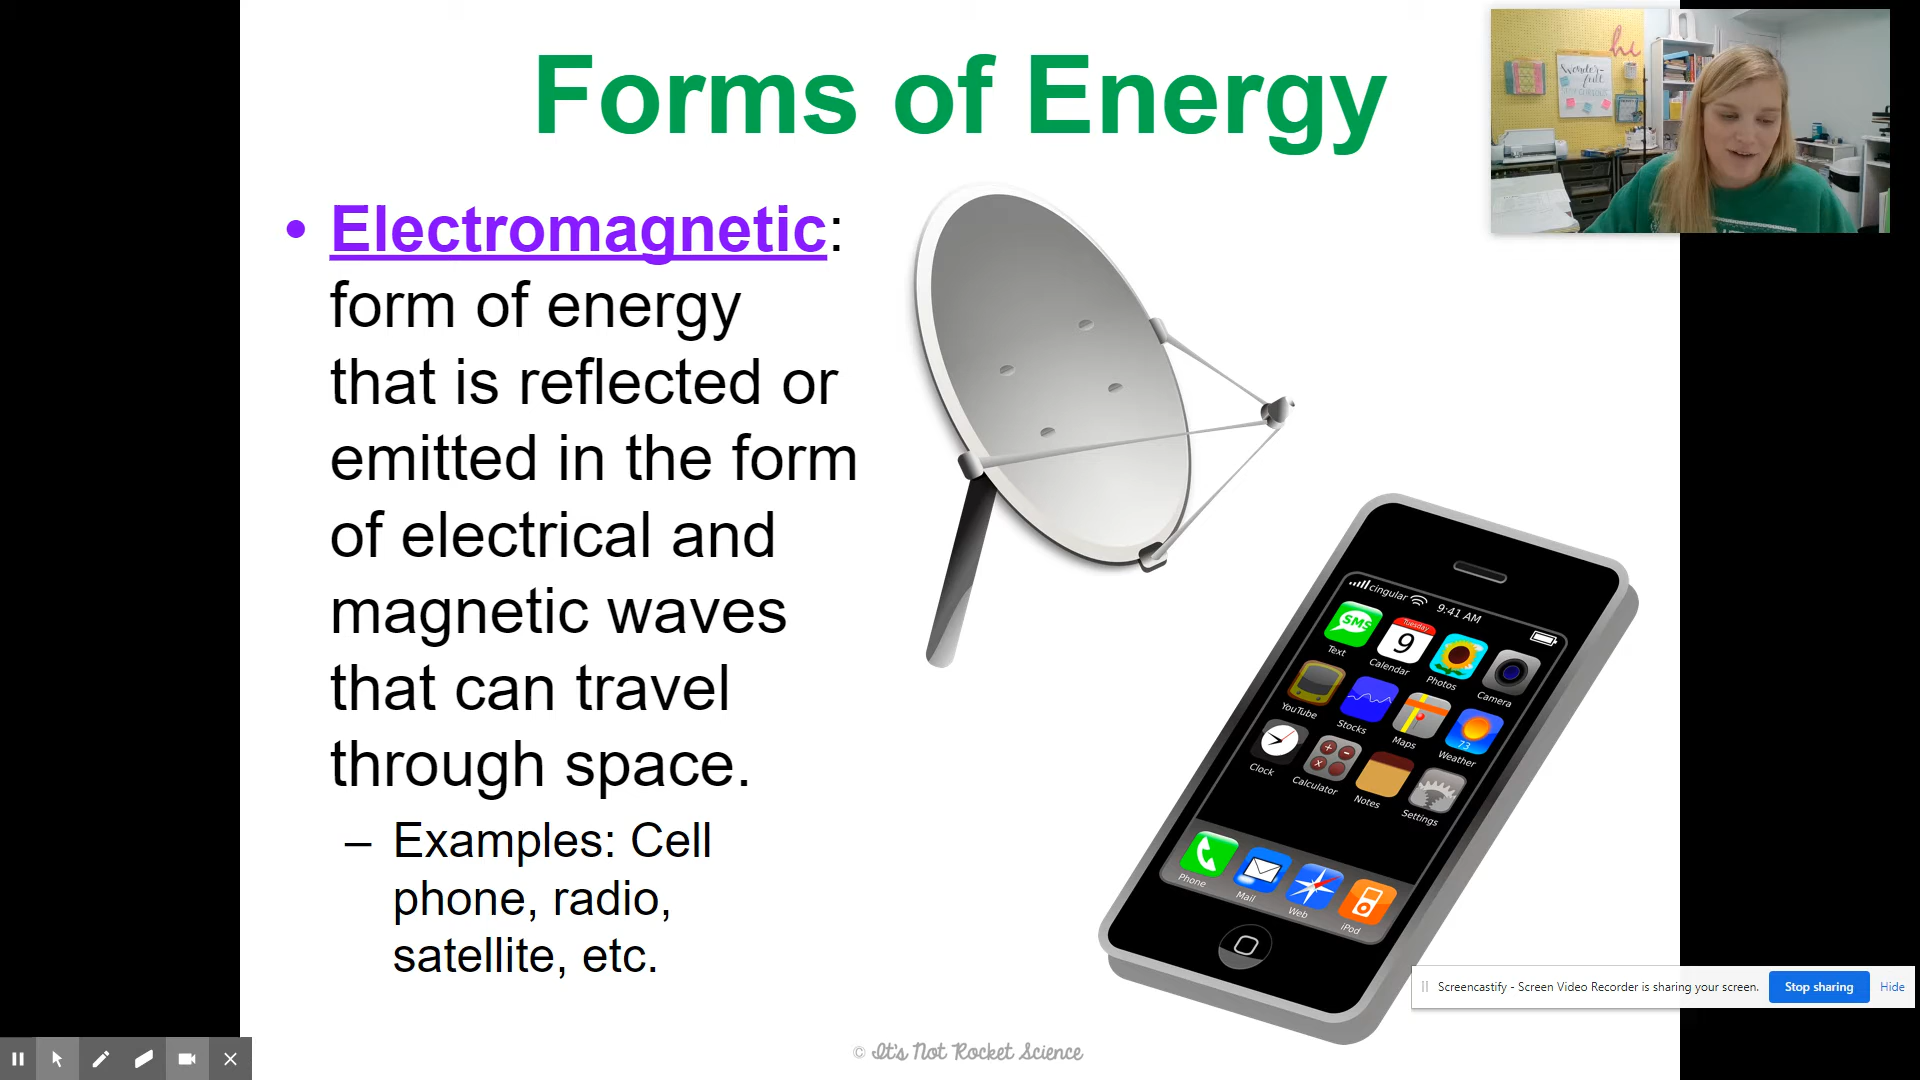 Forms of Energy
• Electromagnetic:
form of energy
that is reflected or
emitted in the form
of electrical and
magnetic waves
that can travel
through space.
– Examples: Cell
phone, radio,
satellite, etc.
hi
cingular 9:41 AM
SMS
Tuesday
9
Text Calendar Photos Camera
73
YouTube Stocks Maps Weather
Clock Calculator Notes Settings
Phone Mail Web iPod
Screencastify - Screen Video Recorder is sharing your screen. Stop sharing Hide
© It's Not Rocket Science